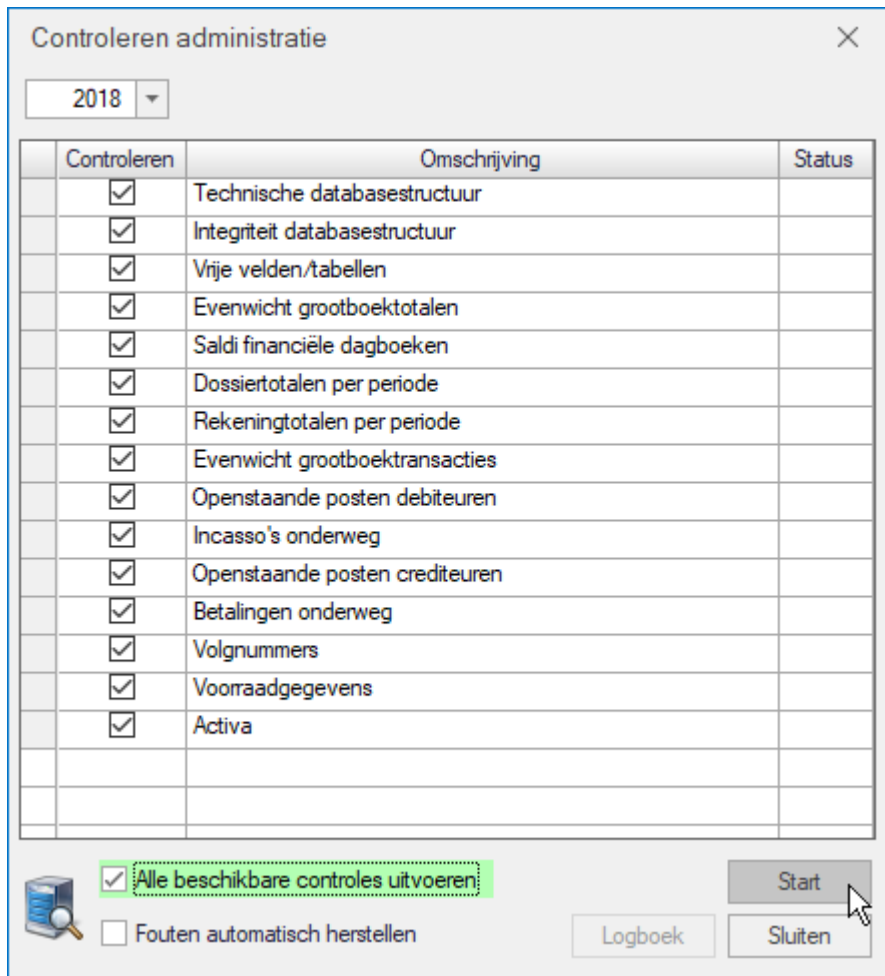 Controleren administratie
2018
Controleren Omschrijving Status
Technische databasestructuur
Integriteit databasestructuur
Vrije velden/tabellen
Evenwicht grootboektotalen
Saldi financiële dagboeken
Dossiertotalen per periode
Rekeningtotalen per periode
Evenwicht grootboektransacties
Openstaande posten debiteuren
Incasso's onderweg
Openstaande posten crediteuren
Betalingen onderweg
Volgnummers
Voorraadgegevens
Activa
Alle beschikbare controles uitvoeren Start
Fouten automatisch herstellen Logboek Sluiten